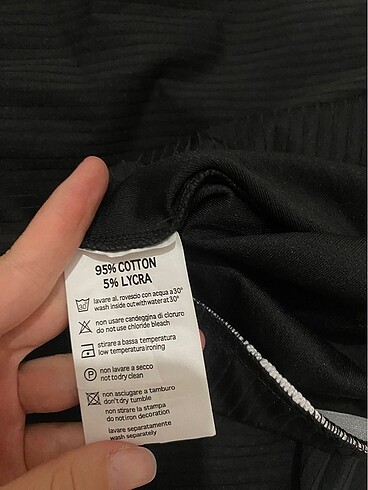 95% COTTON
5% LYCRA
30
lavare al. rovescio con acqua a 30°
wash inside out with water at 30°
non usare candeggina di cloruro
do not use chloride bleach
stirare a bassa temperatura
low temperature ironing
P
non lavare a secco
not to dry clean
non asciugare a tamburo
don't dry tumble
non stirare la stampa
do not iron decoration
lavare separatamente
wash separately